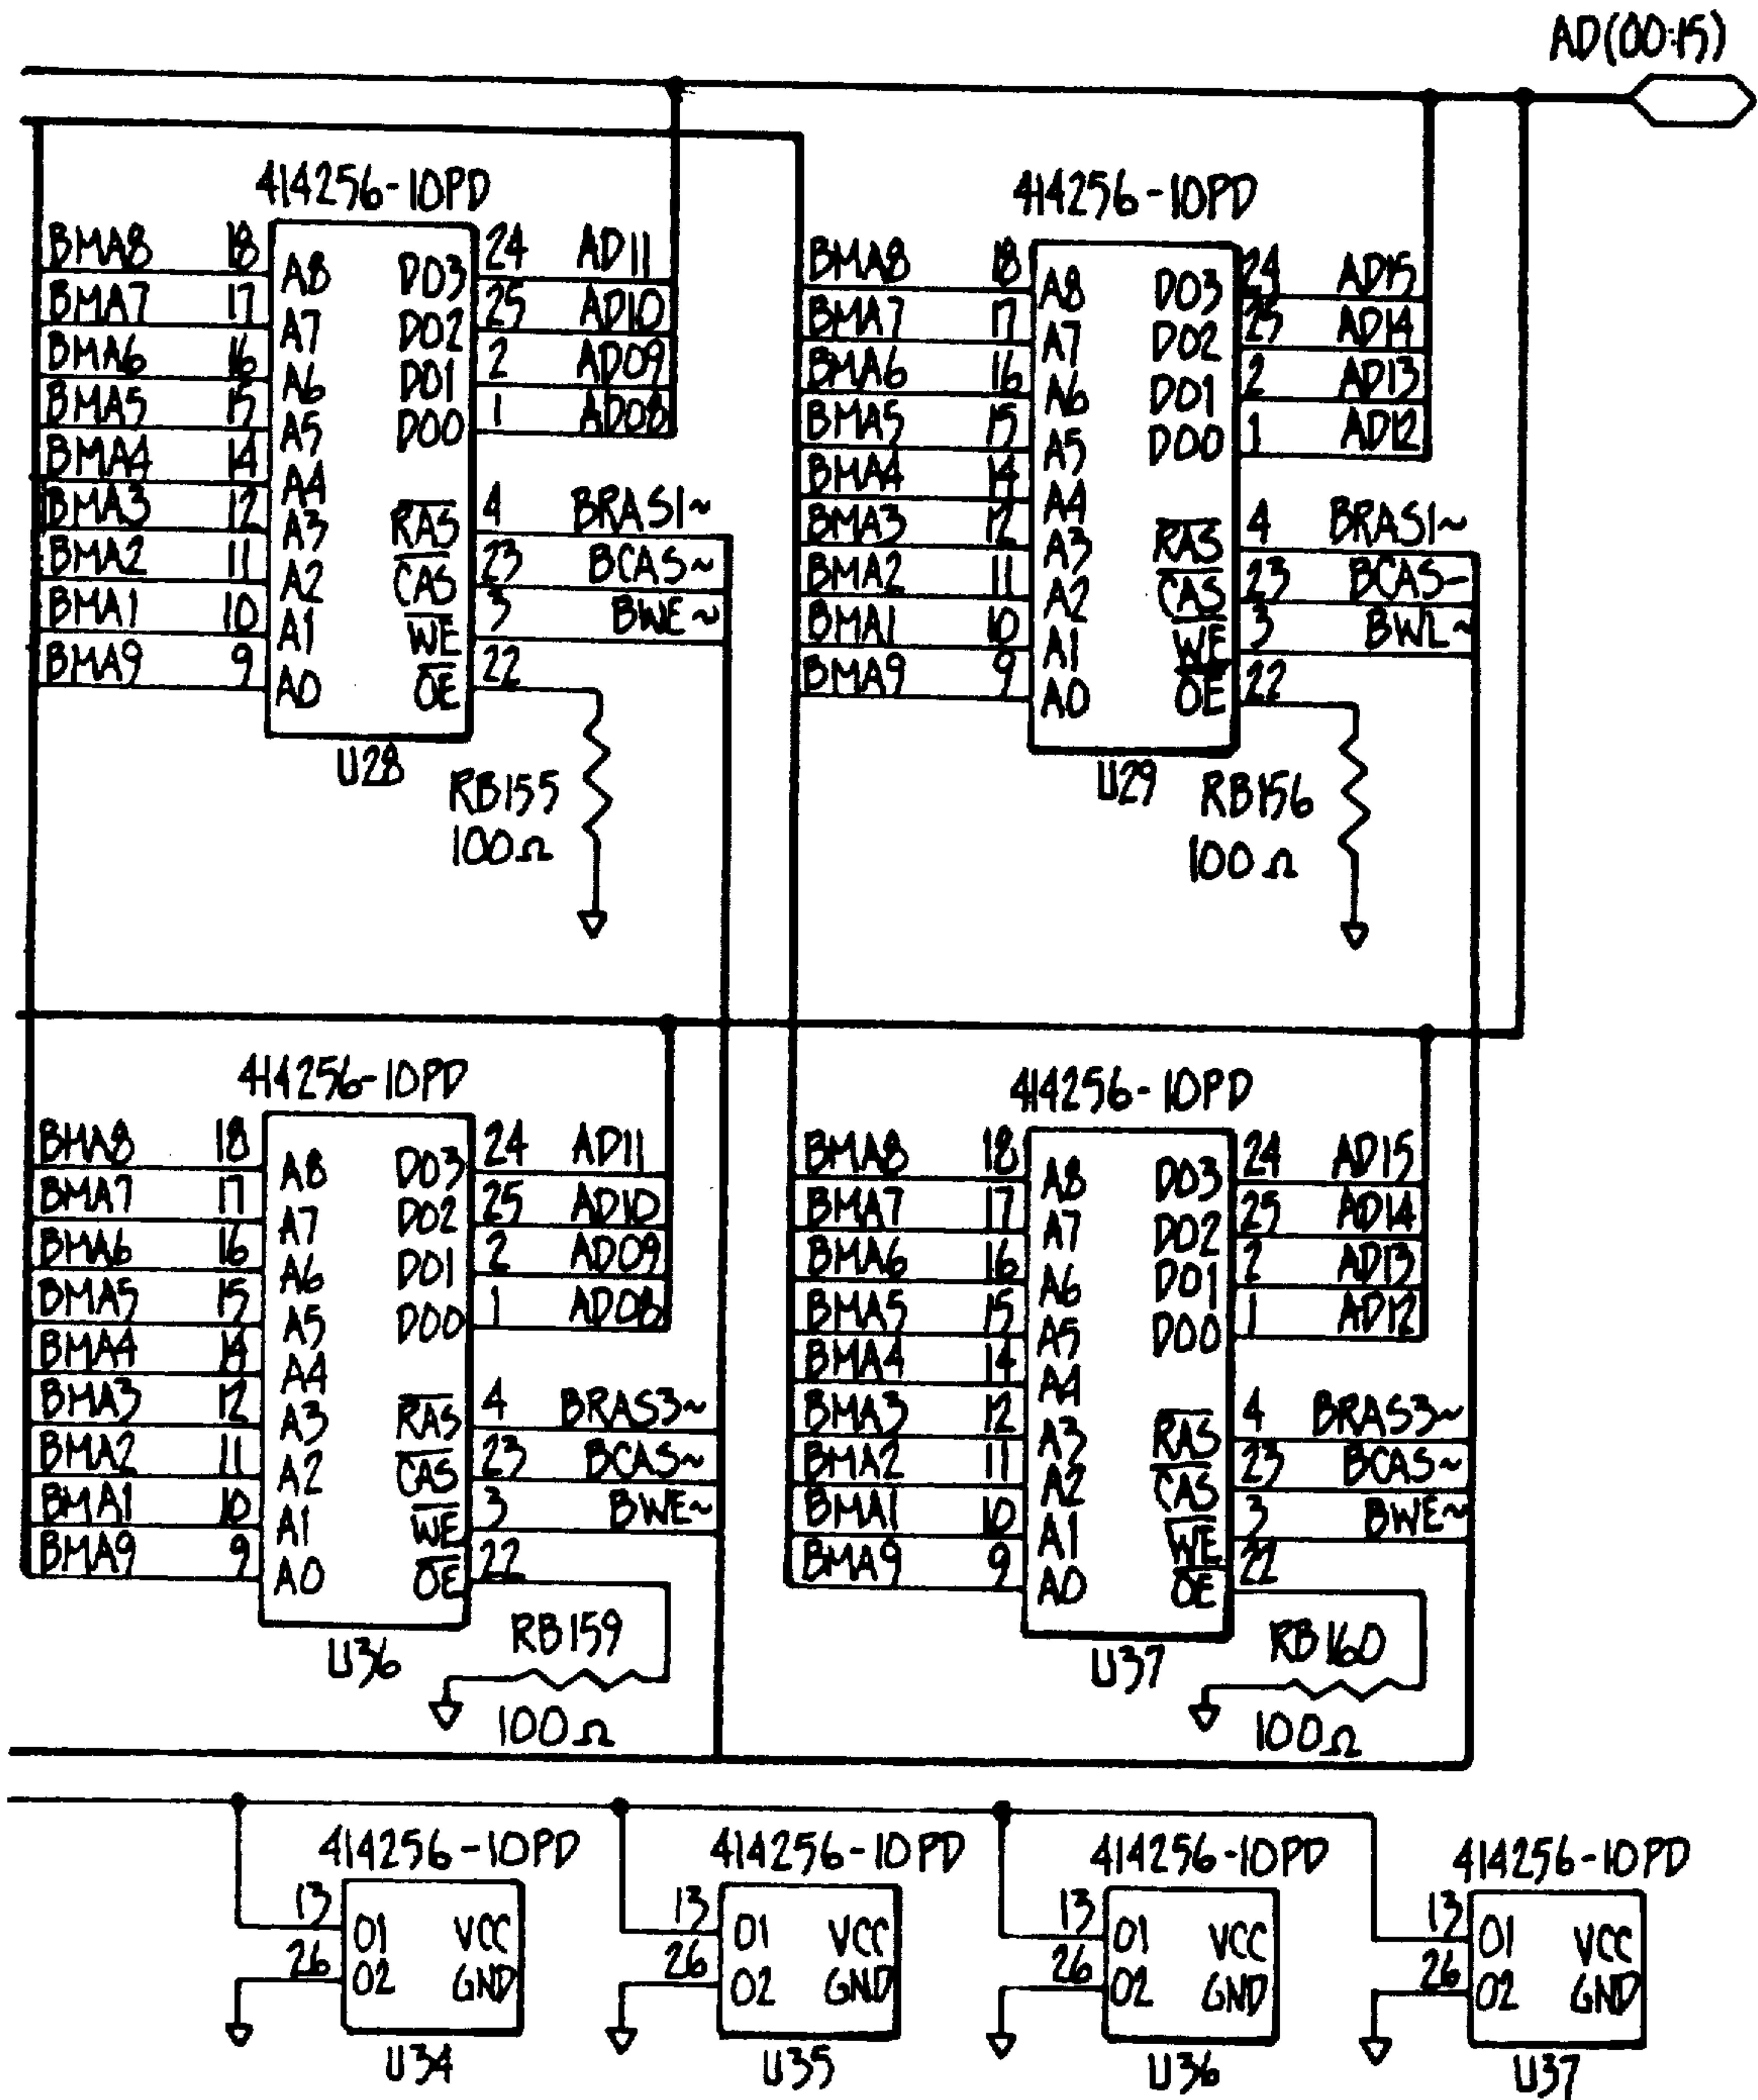 AD(00:15)
414256-10PD
BMA8 18 A8 DO3 24 AD11
BMA7 17 A7 DO2 25 AD10
BMA6 16 A6 DO1 2 AD09
BMA5 15 A5 DO0 1 AD08
BMA4 14 A4
BMA3 12 A3 RAS 4 BRAS1~
BMA2 11 A2 CAS 23 BCAS~
BMA1 10 A1 WE 3 BWE~
BMA9 9 A0 OE 22
U28
RB155
100Ω
414256-10PD
BMA8 18 A8 DO3 24 AD15
BMA7 17 A7 DO2 25 AD14
BMA6 16 A6 DO1 2 AD13
BMA5 15 A5 DO0 1 AD12
BMA4 14 A4
BMA3 12 A3 RAS 4 BRAS1~
BMA2 11 A2 CAS 23 BCAS-
BMA1 10 A1 WE 3 BWL~
BMA9 9 A0 OE 22
U29
RB156
100Ω
414256-10PD
BMA8 18 A8 DO3 24 AD11
BMA7 17 A7 DO2 25 AD10
BMA6 16 A6 DO1 2 AD09
BMA5 15 A5 DO0 1 AD08
BMA4 14 A4
BMA3 12 A3 RAS 4 BRAS3~
BMA2 11 A2 CAS 23 BCAS~
BMA1 10 A1 WE 3 BWE~
BMA9 9 A0 OE 22
U36
RB159
100Ω
414256-10PD
BMA8 18 A8 DO3 24 AD15
BMA7 17 A7 DO2 25 AD14
BMA6 16 A6 DO1 2 AD13
BMA5 15 A5 DO0 1 AD12
BMA4 14 A4
BMA3 12 A3 RAS 4 BRAS3~
BMA2 11 A2 CAS 23 BCAS~
BMA1 10 A1 WE 3 BWE~
BMA9 9 A0 OE 22
U37
RB160
100Ω
414256-10PD
13 01 VCC
26 02 GND
U34
414256-10PD
13 01 VCC
26 02 GND
U35
414256-10PD
13 01 VCC
26 02 GND
U36
414256-10PD
13 01 VCC
26 02 GND
U37